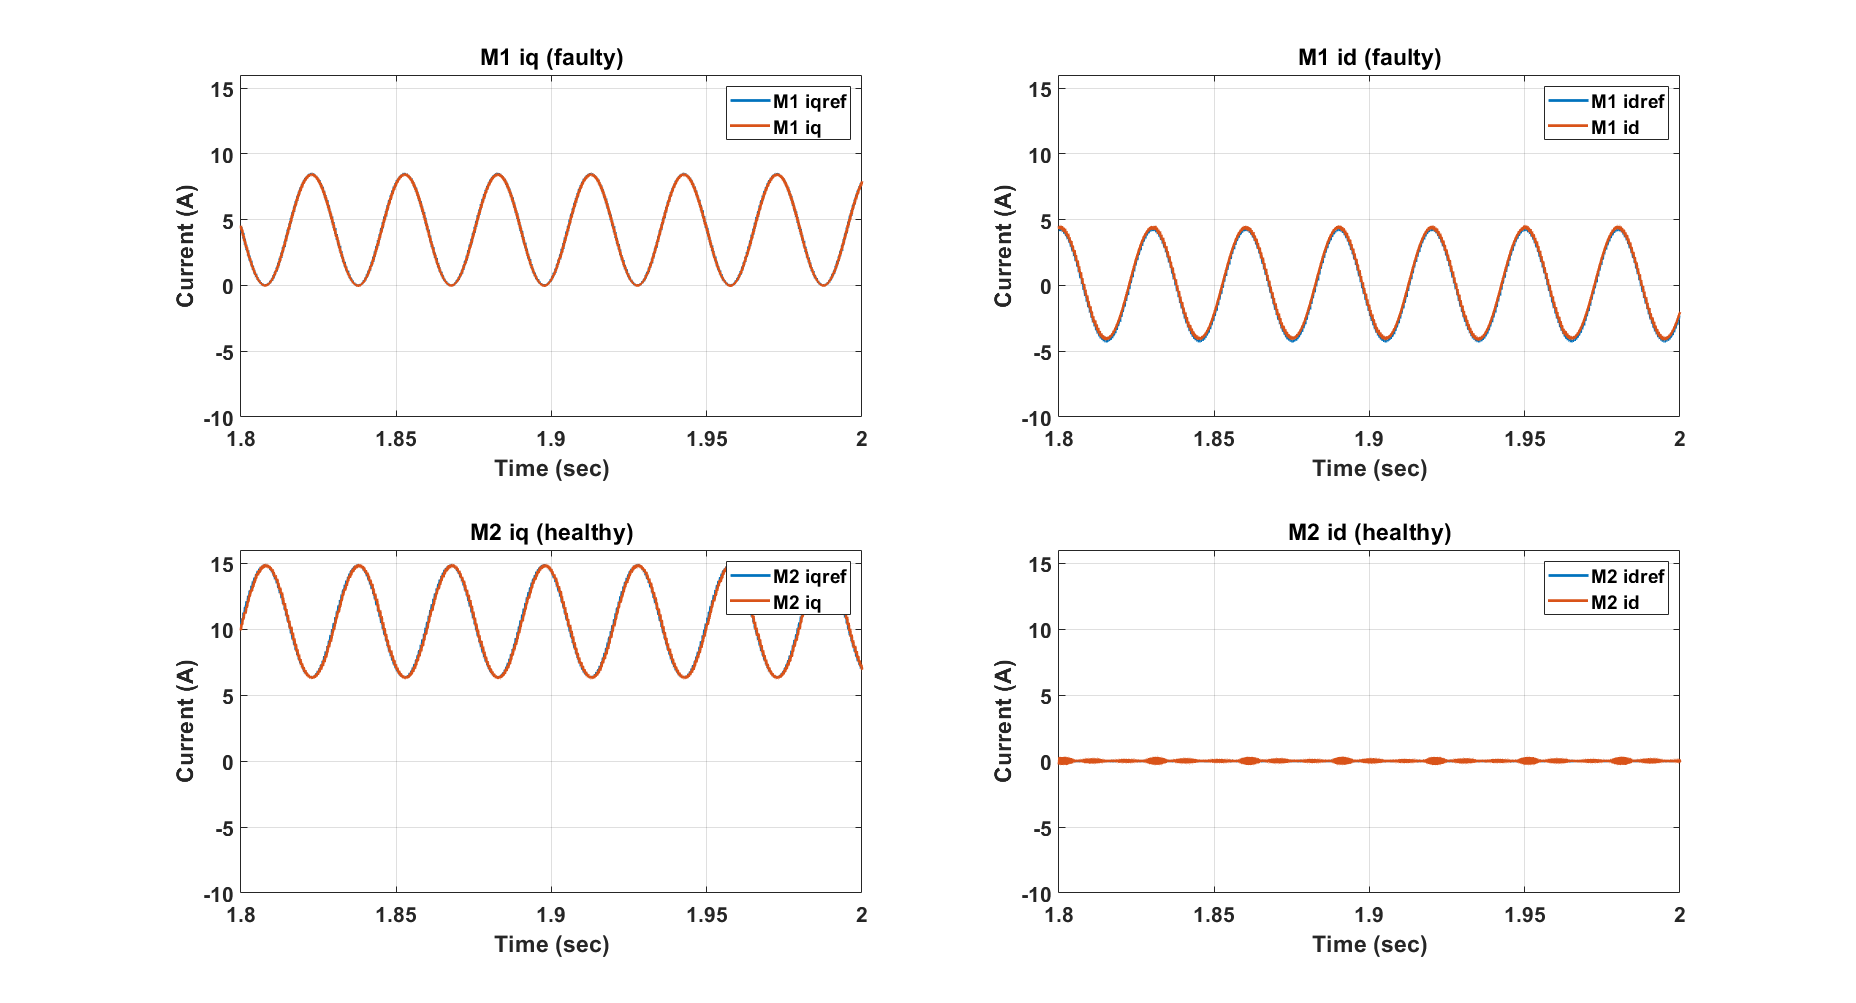 M1 iq (faulty)
15
10
5
0
-5
-10
Current (A)
1.8
1.85
1.9
1.95
2
Time (sec)
M1 iqref
M1 iq
M1 id (faulty)
15
10
5
0
-5
-10
Current (A)
1.8
1.85
1.9
1.95
2
Time (sec)
M1 idref
M1 id
M2 iq (healthy)
15
10
5
0
-5
-10
Current (A)
1.8
1.85
1.9
1.95
2
Time (sec)
M2 iqref
M2 iq
M2 id (healthy)
15
10
5
0
-5
-10
Current (A)
1.8
1.85
1.9
1.95
2
Time (sec)
M2 idref
M2 id